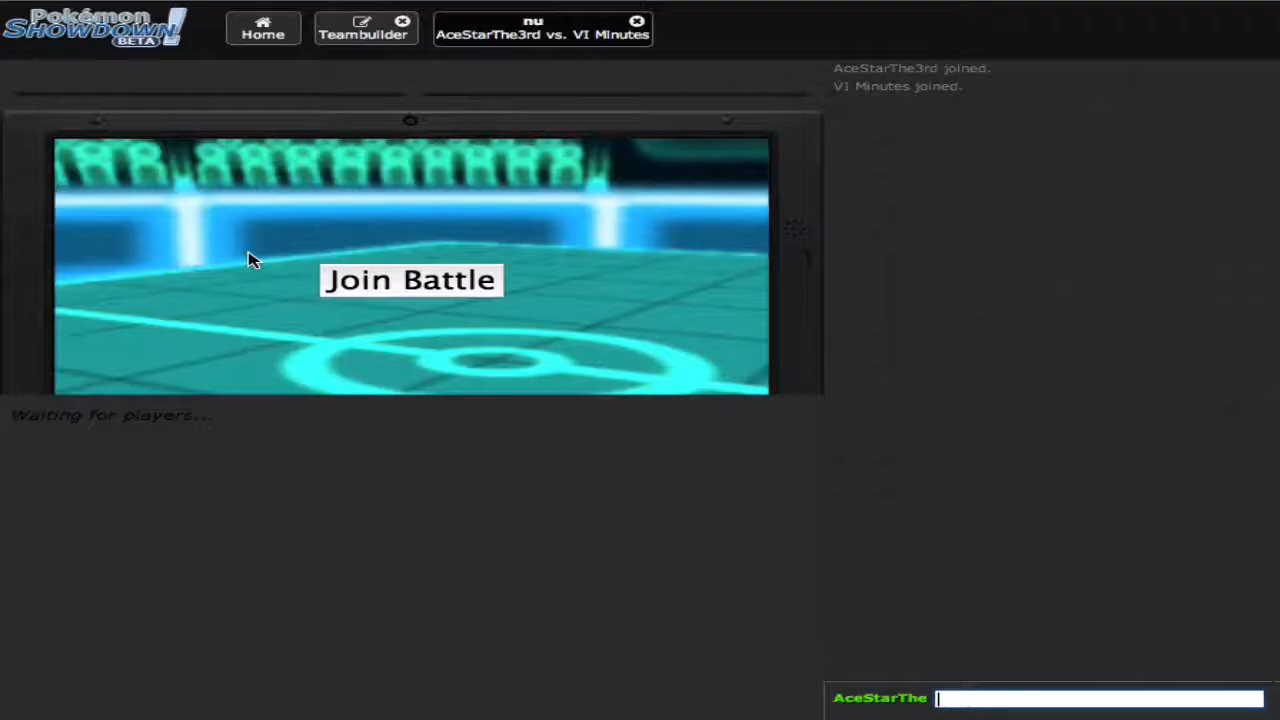 Pokémon
SHOWDOWN!
BETA
Home
Teambuilder
nu
AceStarThe3rd vs. VI Minutes
AceStarThe3rd joined.
VI Minutes joined.
Join Battle
Waiting for players...
AceStarThe